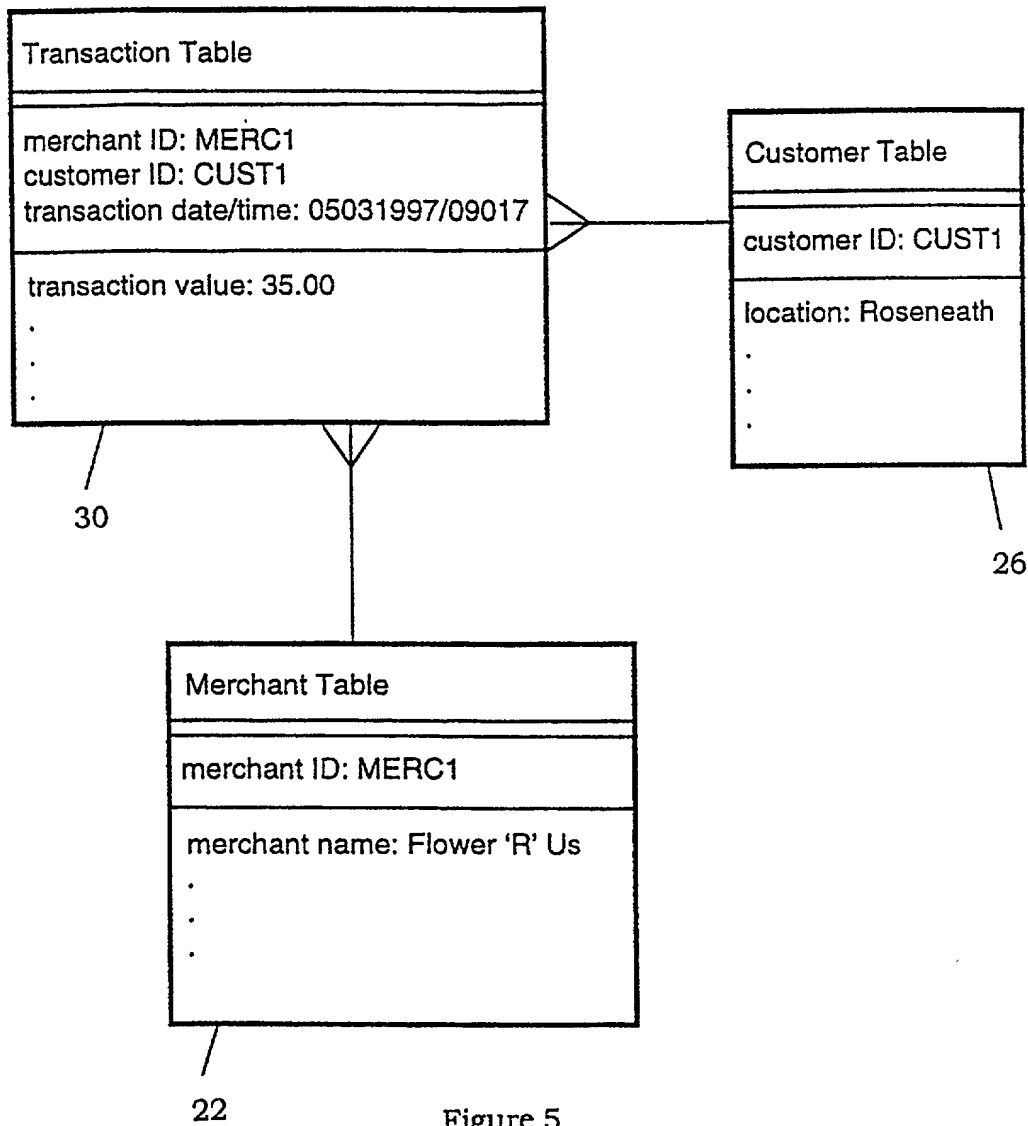 Transaction Table
merchant ID: MERC1
customer ID: CUST1
transaction date/time: 05031997/09017
transaction value: 35.00
.
.
.
30
Customer Table
customer ID: CUST1
location: Roseneath
.
.
.
26
Merchant Table
merchant ID: MERC1
merchant name: Flower ‘R’ Us
.
.
.
22
Figure 5